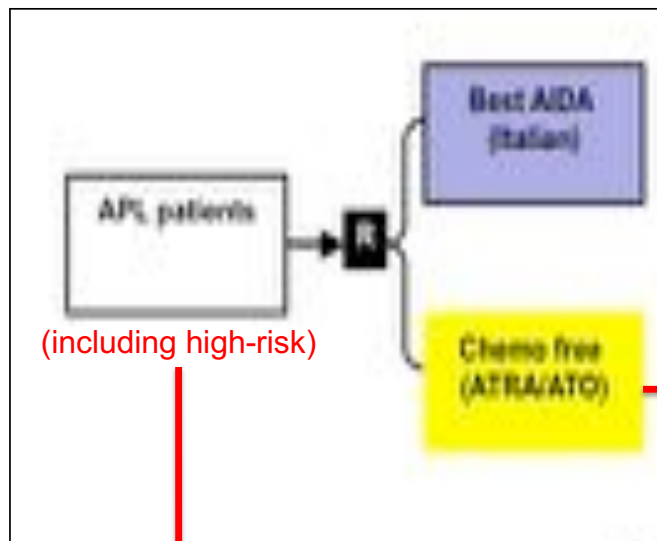 Best AIDA
(Italian)
APL patients
R
(including high-risk)
Chemo free
(ATRA/ATO)